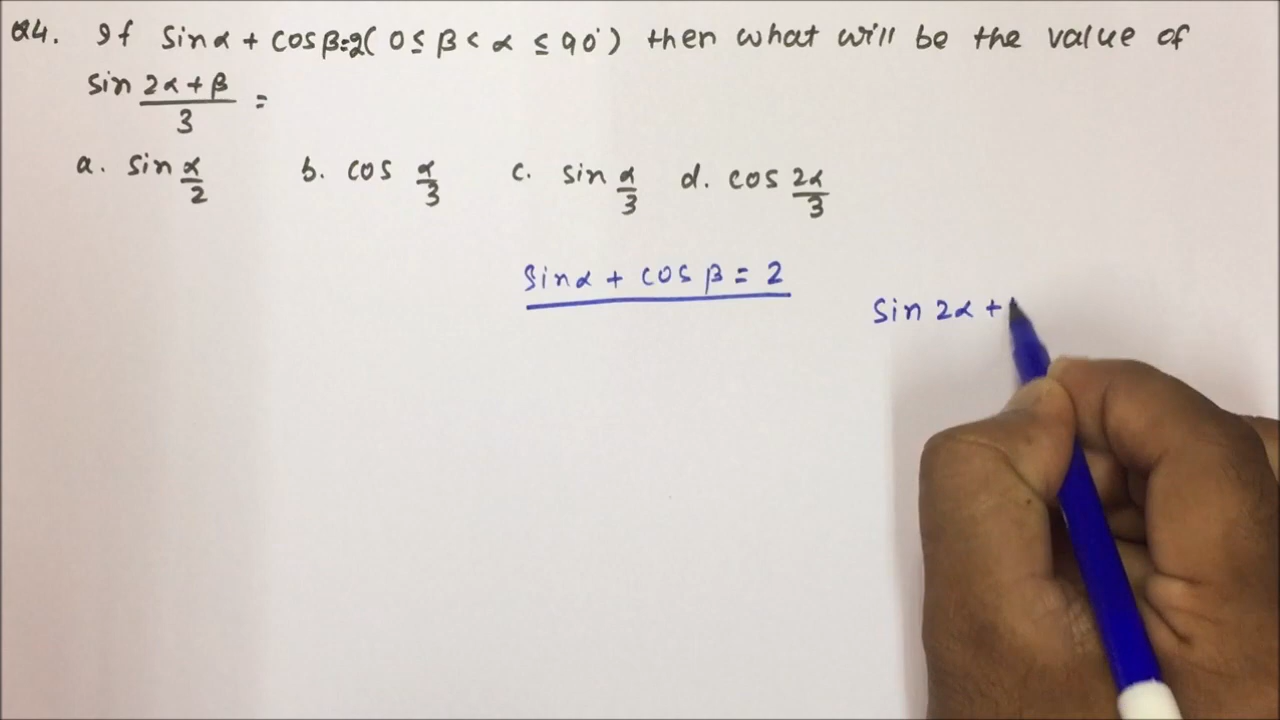 Q4. If Sinα + cosβ=2( 0≤ β < α ≤ 90°) then what will be the value of
sin 2α+β =
3
a. sin α b. cos α c. sin α d. cos 2α
2 3 3 3
Sinα + cos β = 2
Sin 2α +